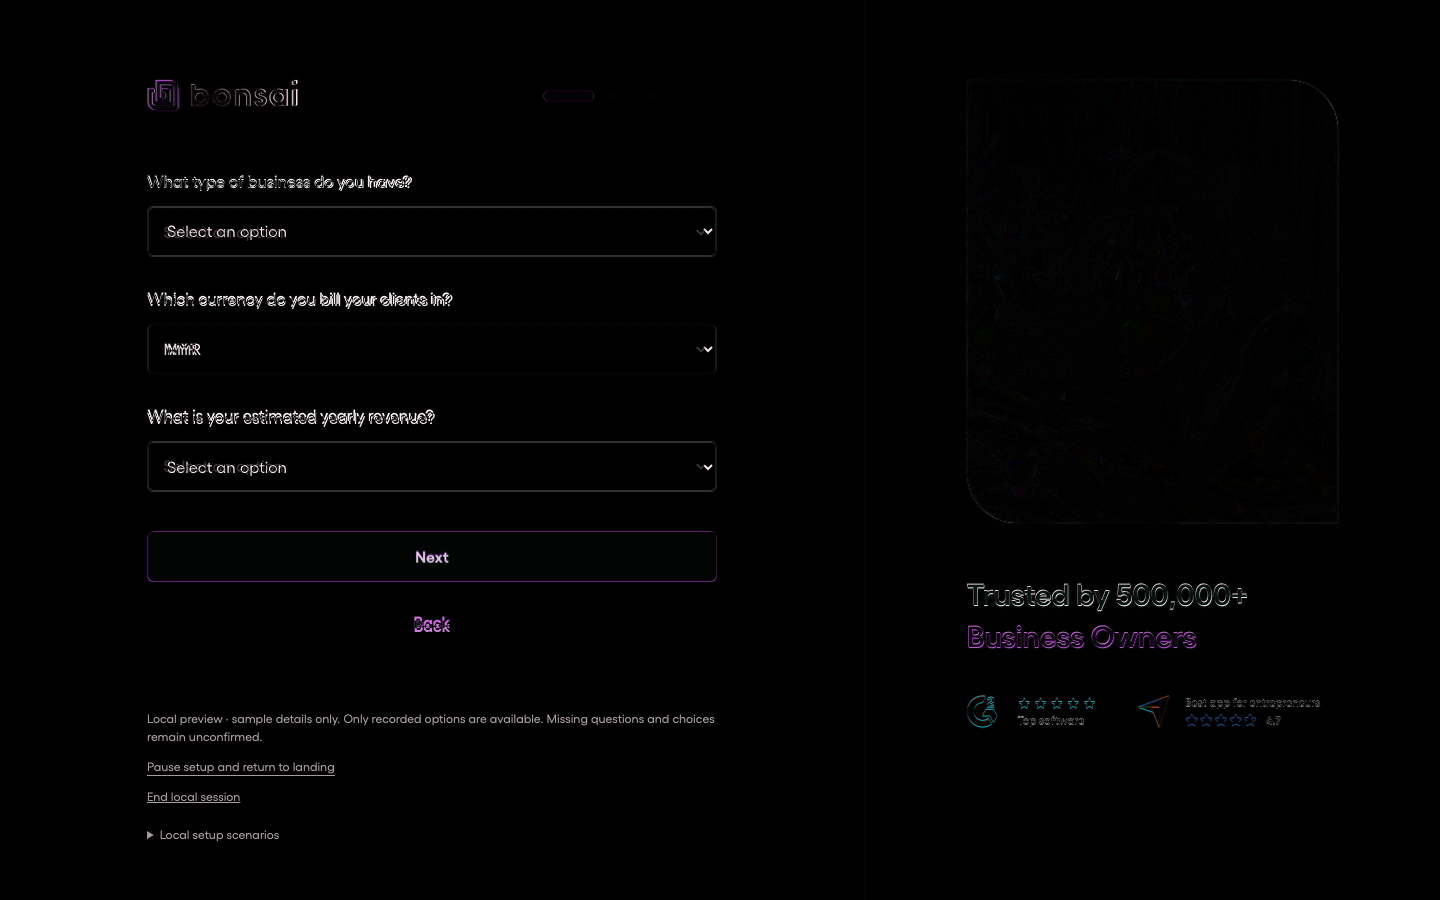 bonsai
What type of business do you have?
Select an option
Which currency do you bill your clients in?
What is your estimated yearly revenue?
Select an option
Next
Back
Local preview · sample details only. Only recorded options are available. Missing questions and choices
remain unconfirmed.
Pause setup and return to landing
End local session
Local setup scenarios
Trusted by 500,000+
Business Owners
Top software
Best app for entrepreneurs
4.7